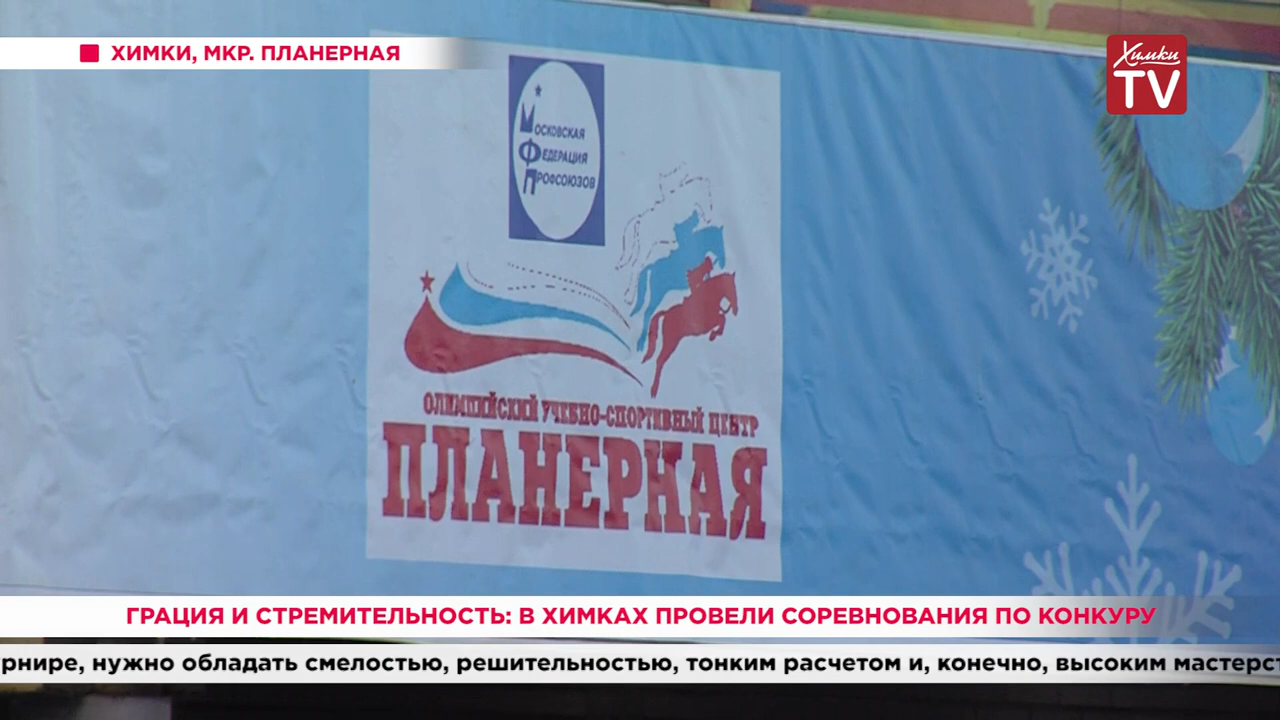 ХИМКИ, МКР. ПЛАНЕРНАЯ
Химки
TV
МОСКОВСКАЯ
ФЕДЕРАЦИЯ
ПРОФСОЮЗОВ
ОЛИМПИЙСКИЙ УЧЕБНО-СПОРТИВНЫЙ ЦЕНТР
ПЛАНЕРНАЯ
ГРАЦИЯ И СТРЕМИТЕЛЬНОСТЬ: В ХИМКАХ ПРОВЕЛИ СОРЕВНОВАНИЯ ПО КОНКУРУ
урнире, нужно обладать смелостью, решительностью, тонким расчетом и, конечно, высоким мастерст